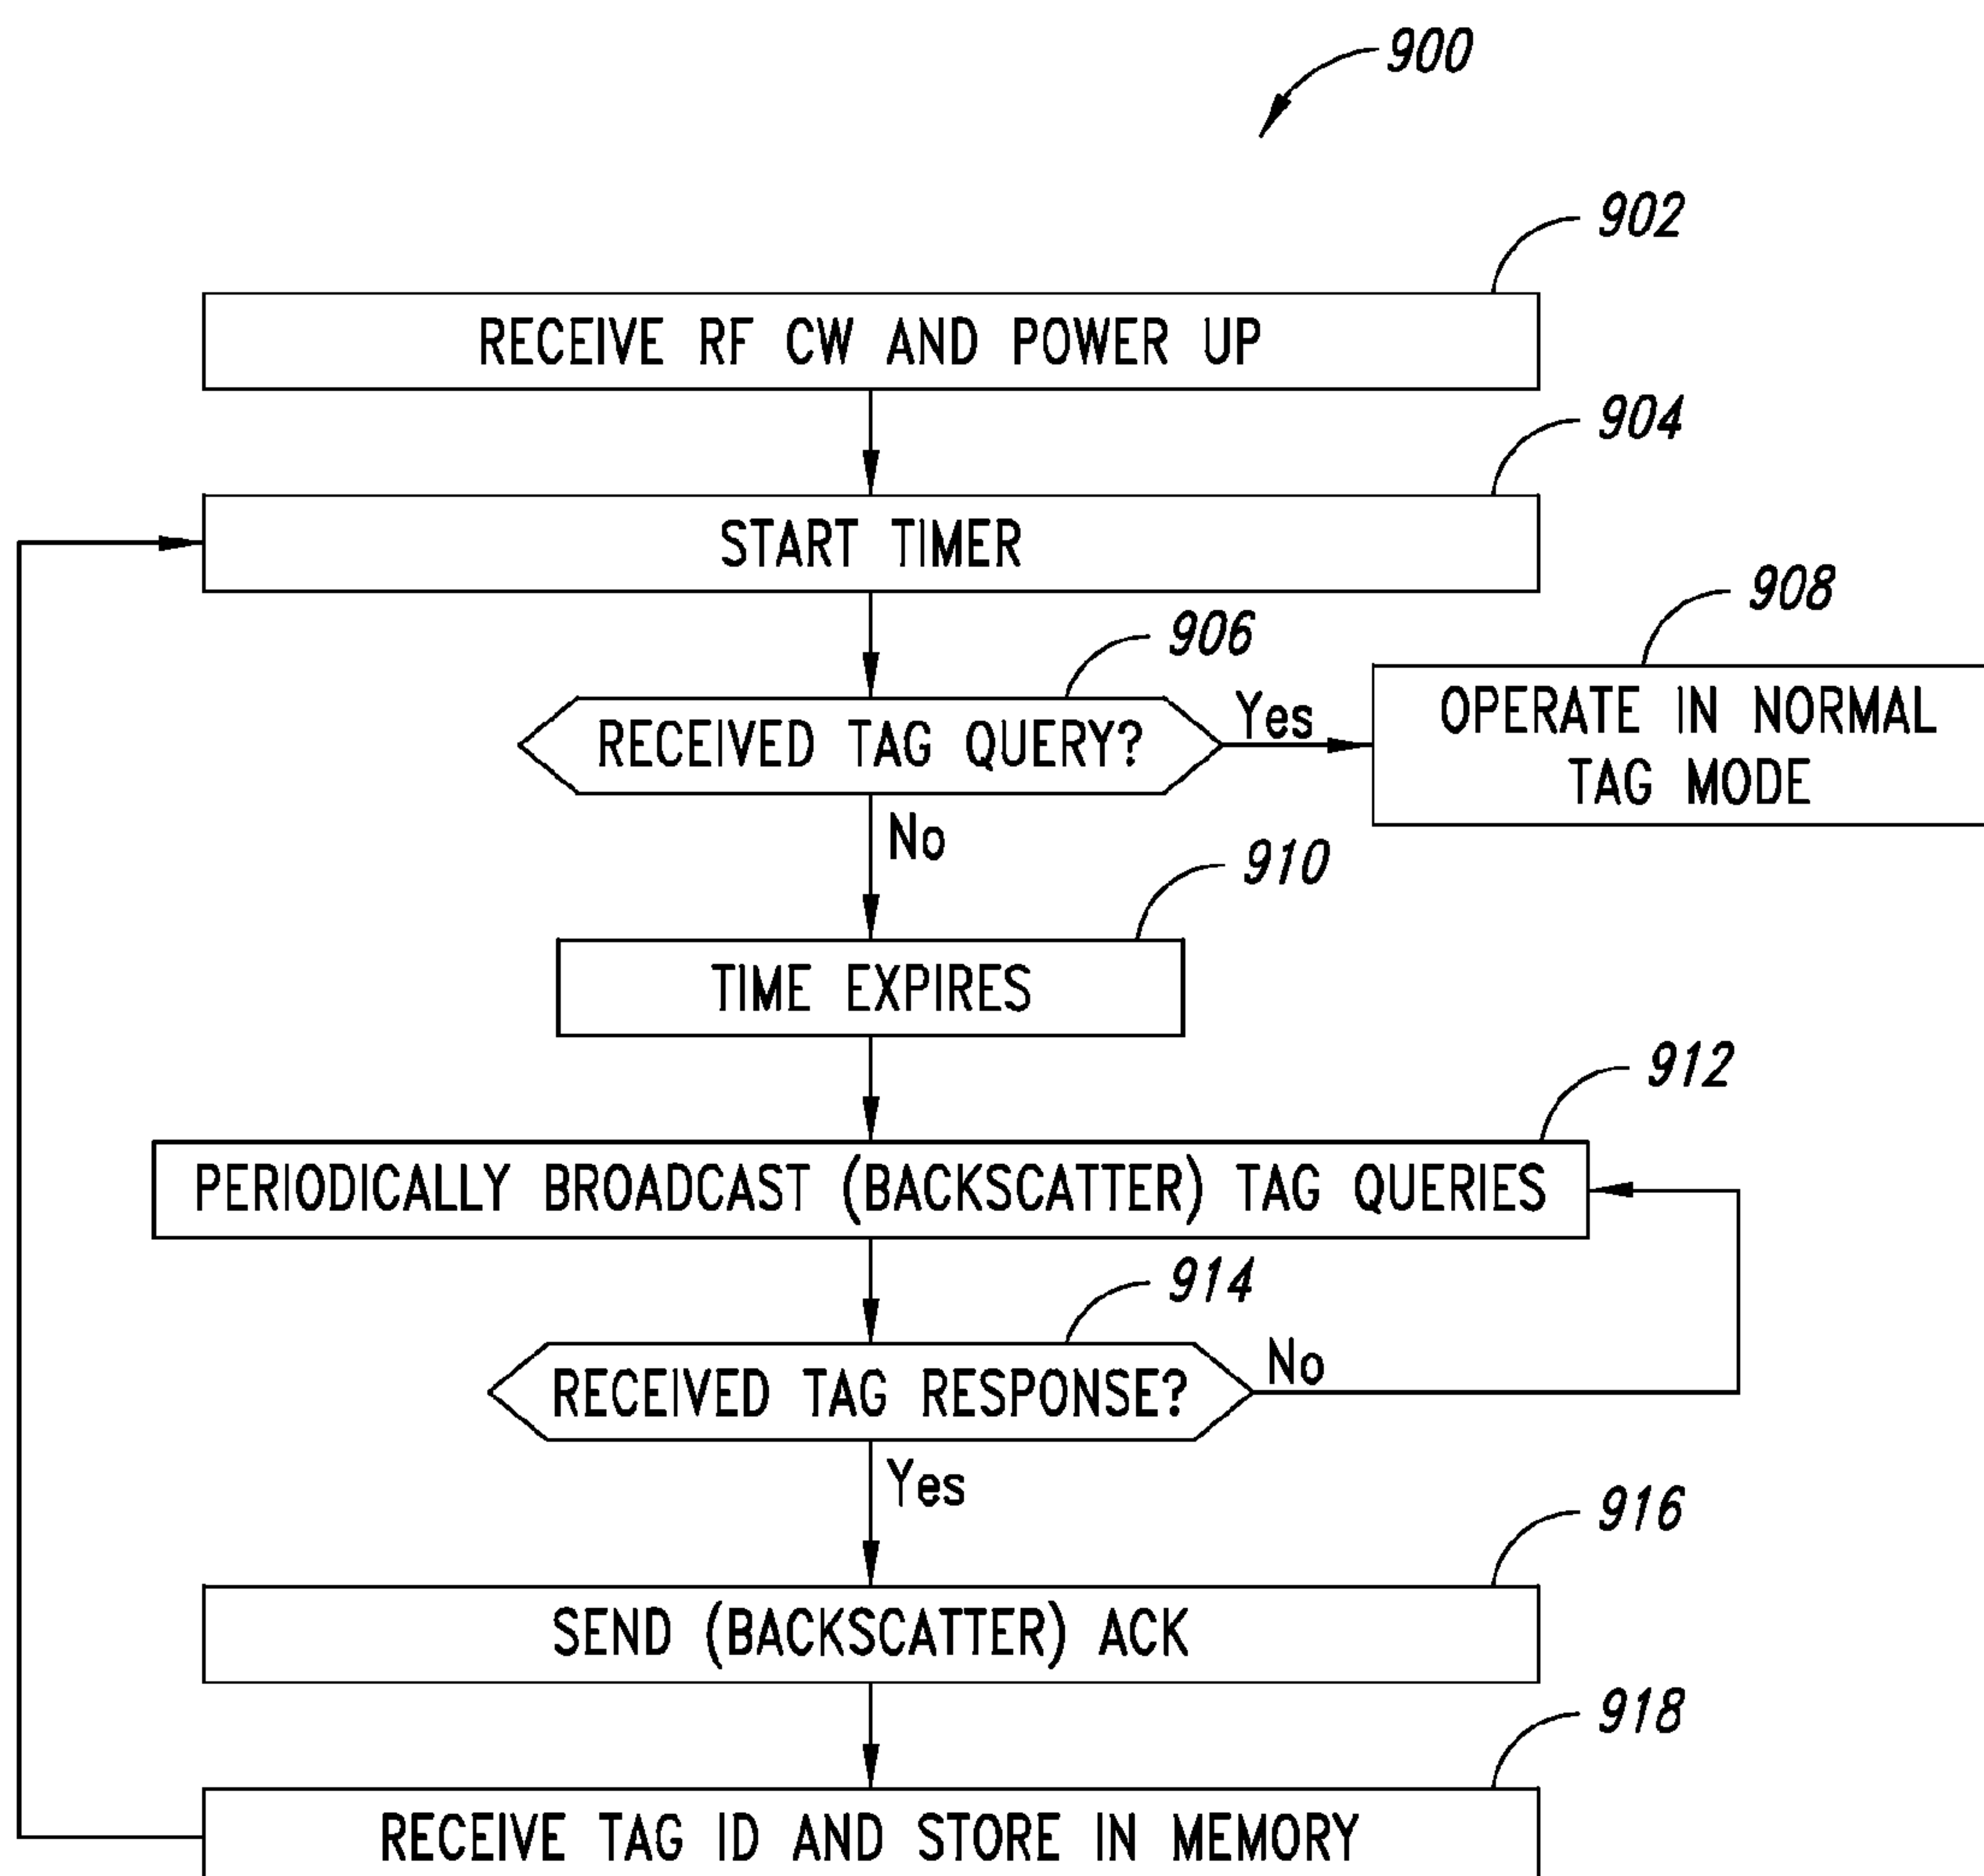 900
902
RECEIVE RF CW AND POWER UP
904
START TIMER
906
908
RECEIVED TAG QUERY?
Yes
OPERATE IN NORMAL
TAG MODE
No
910
TIME EXPIRES
912
PERIODICALLY BROADCAST (BACKSCATTER) TAG QUERIES
914
RECEIVED TAG RESPONSE?
No
Yes
916
SEND (BACKSCATTER) ACK
918
RECEIVE TAG ID AND STORE IN MEMORY